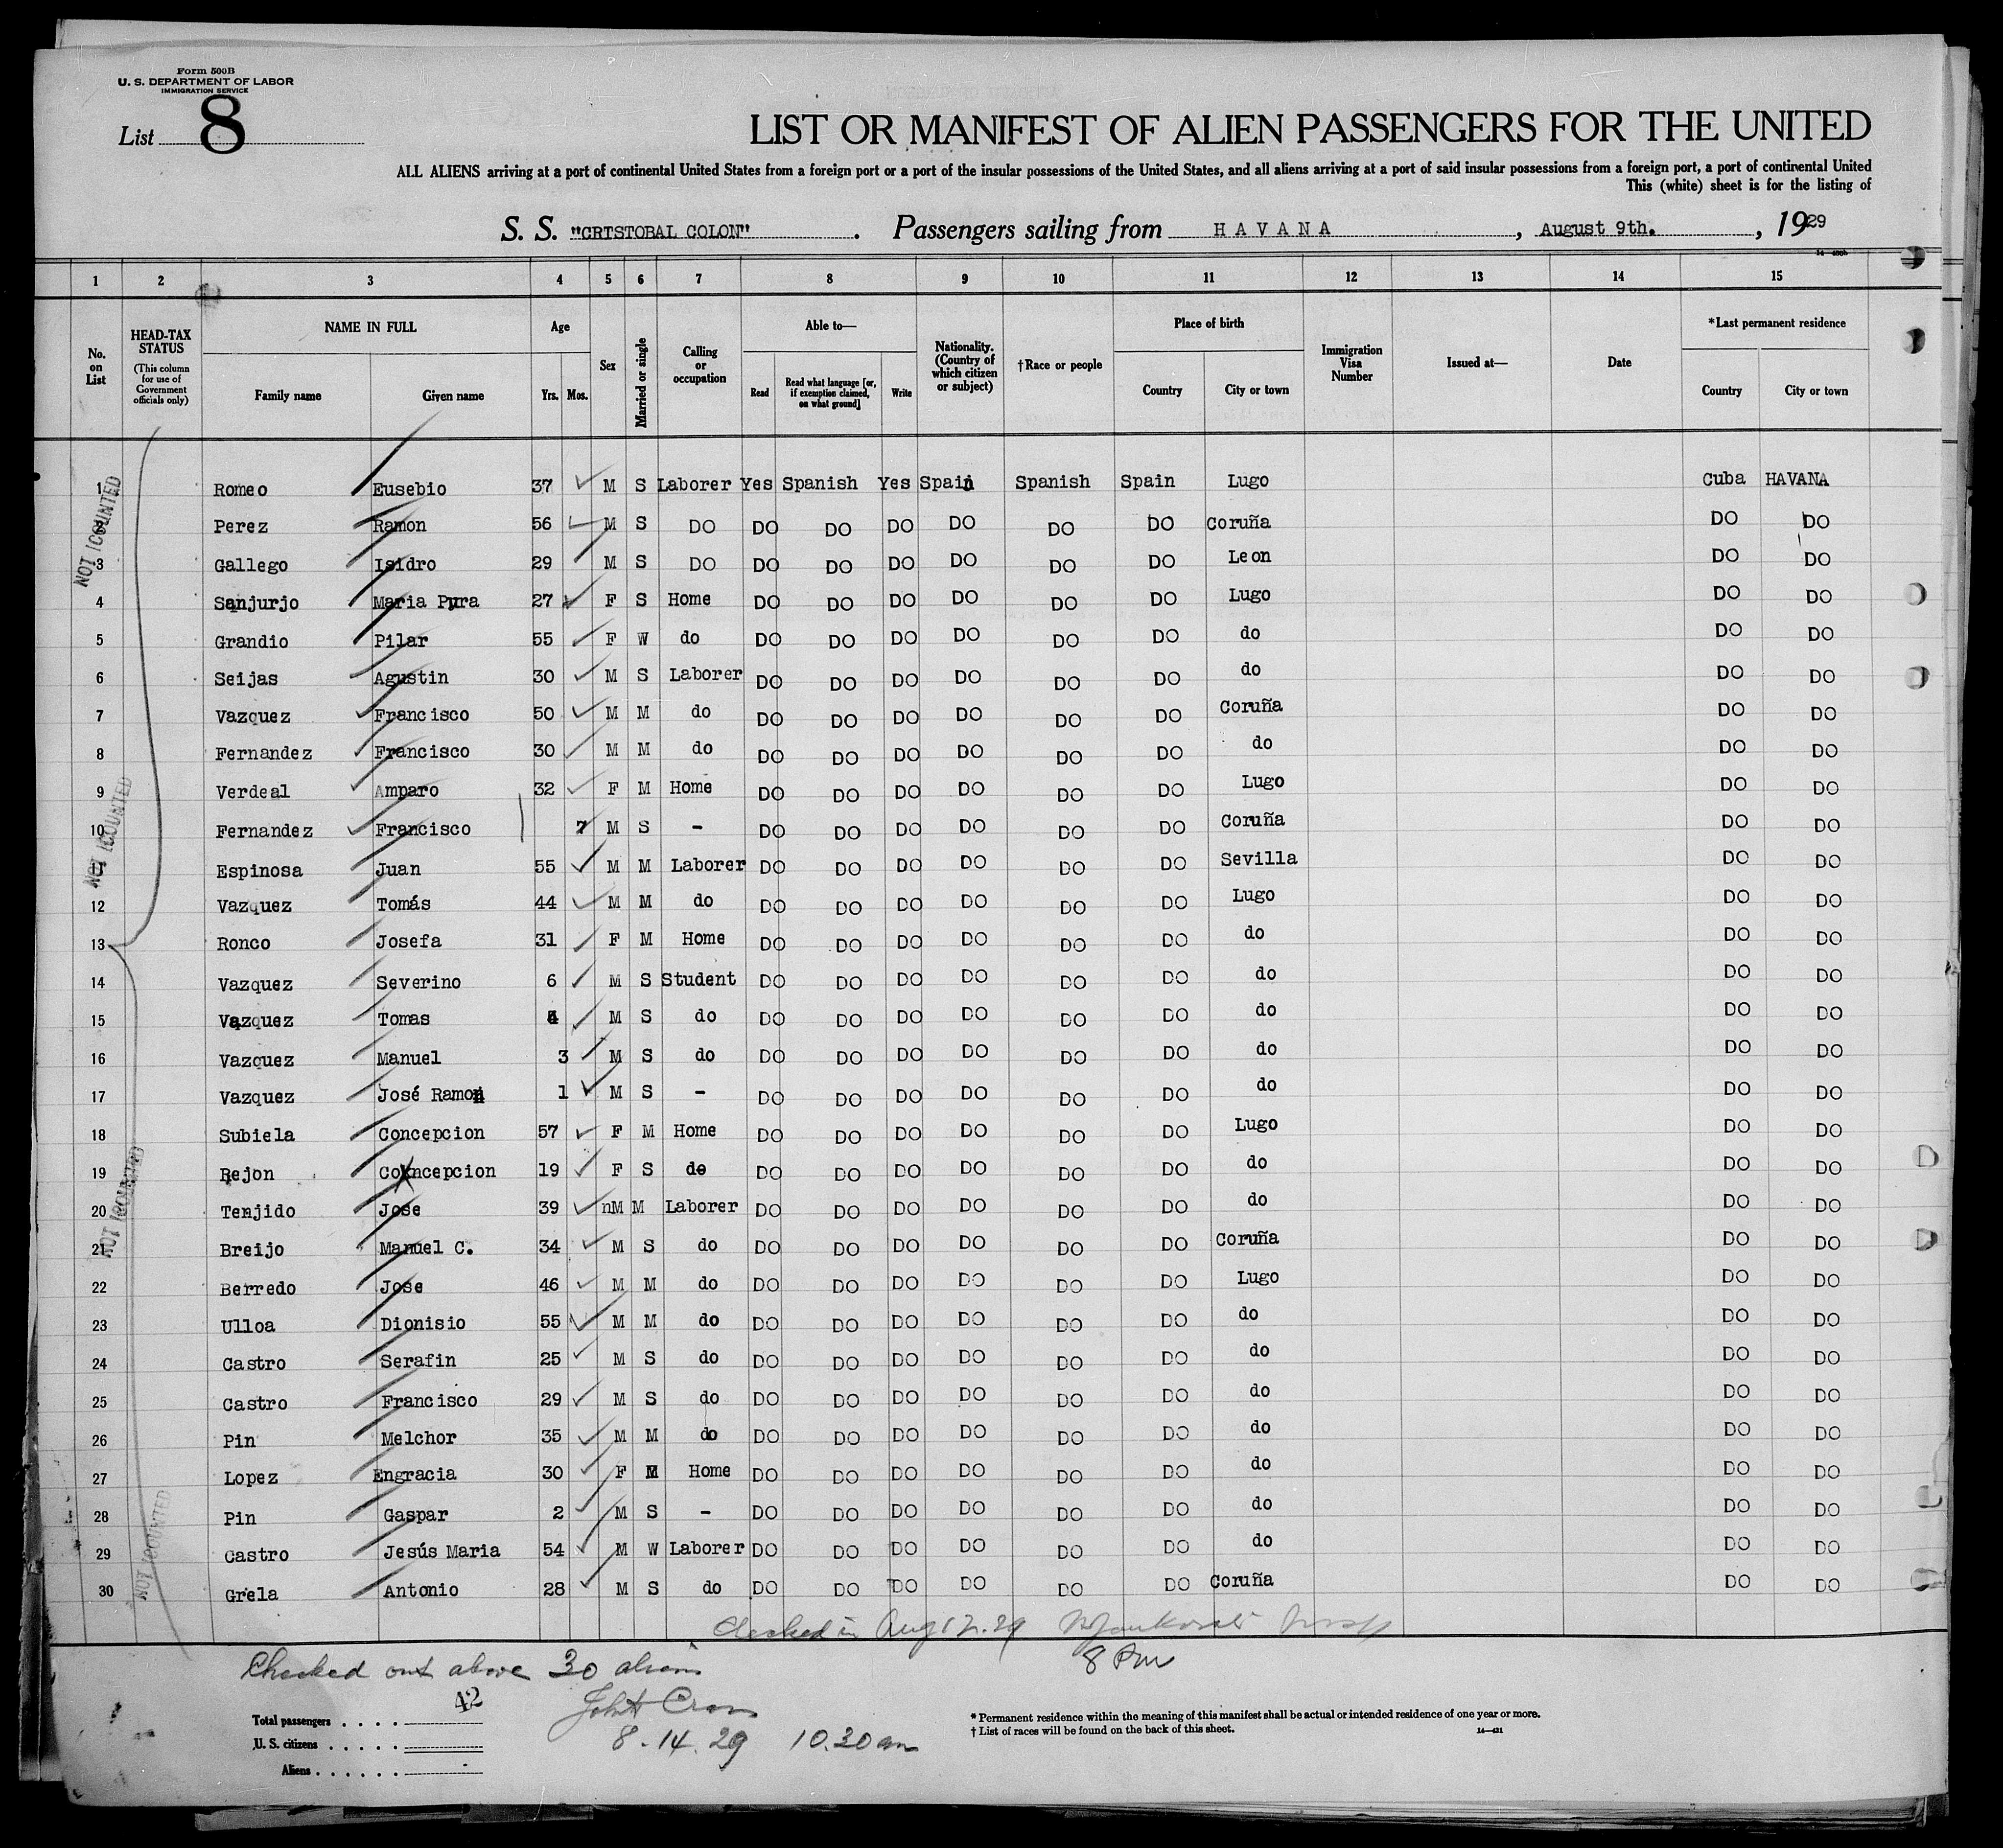 Form 500B
U. S. DEPARTMENT OF LABOR
IMMIGRATION SERVICE
List 8
LIST OR MANIFEST OF ALIEN PASSENGERS FOR THE UNITED
ALL ALIENS arriving at a port of continental United States from a foreign port or a port of the insular possessions of the United States, and all aliens arriving at a port of said insular possessions from a foreign port, a port of continental United
This (white) sheet is for the listing of
S. S. "CRTSTOBAL COLON" . Passengers sailing from HAVANA , August 9th. , 1929
1 2 3 4 5 6 7 8 9 10 11 12 13 14 15
No. on List
HEAD-TAX STATUS (This column for use of Government officials only)
NAME IN FULL
Family name Given name
Age
Yrs. Mos.
Sex
Married or single
Calling or occupation
Able to—
Read Read what language [or, if exemption claimed, on what ground] Write
Nationality. (Country of which citizen or subject)
†Race or people
Place of birth
Country City or town
Immigration Visa Number
Issued at—
Date
*Last permanent residence
Country City or town
1 Romeo Eusebio 37 M S Laborer Yes Spanish Yes Spain Spanish Spain Lugo Cuba HAVANA
2 Perez Ramon 56 M S DO DO DO DO DO DO DO Coruña DO DO
3 Gallego Isidro 29 M S DO DO DO DO DO DO DO Leon DO DO
4 Sanjurjo Maria Pura 27 F S Home DO DO DO DO DO DO Lugo DO DO
5 Grandio Pilar 55 F W do DO DO DO DO DO DO do DO DO
6 Seijas Agustin 30 M S Laborer DO DO DO DO DO DO do DO DO
7 Vazquez Francisco 50 M M do DO DO DO DO DO DO Coruña DO DO
8 Fernandez Francisco 30 M M do DO DO DO DO DO DO do DO DO
9 Verdeal Amparo 32 F M Home DO DO DO DO DO DO Lugo DO DO
10 Fernandez Francisco 7 M S - DO DO DO DO DO DO Coruña DO DO
11 Espinosa Juan 55 M M Laborer DO DO DO DO DO DO Sevilla DO DO
12 Vazquez Tomás 44 M M do DO DO DO DO DO DO Lugo DO DO
13 Ronco Josefa 31 F M Home DO DO DO DO DO DO do DO DO
14 Vazquez Severino 6 M S Student DO DO DO DO DO DO do DO DO
15 Vazquez Tomas 4 M S do DO DO DO DO DO DO do DO DO
16 Vazquez Manuel 3 M S do DO DO DO DO DO DO do DO DO
17 Vazquez José Ramon 1 M S - DO DO DO DO DO DO do DO DO
18 Subiela Concepcion 57 F M Home DO DO DO DO DO DO Lugo DO DO
19 Rejon Concepcion 19 F S do DO DO DO DO DO DO do DO DO
20 Tenjido Jose 39 nM M Laborer DO DO DO DO DO DO do DO DO
21 Breijo Manuel C. 34 M S do DO DO DO DO DO DO Coruña DO DO
22 Berredo Jose 46 M M do DO DO DO DO DO DO Lugo DO DO
23 Ulloa Dionisio 55 M M do DO DO DO DO DO DO do DO DO
24 Castro Serafin 25 M S do DO DO DO DO DO DO do DO DO
25 Castro Francisco 29 M S do DO DO DO DO DO DO do DO DO
26 Pin Melchor 35 M M do DO DO DO DO DO DO do DO DO
27 Lopez Engracia 30 F M Home DO DO DO DO DO DO do DO DO
28 Pin Gaspar 2 M S - DO DO DO DO DO DO do DO DO
29 Castro Jesús Maria 54 M W Laborer DO DO DO DO DO DO do DO DO
30 Grela Antonio 28 M S do DO DO DO DO DO DO Coruña DO DO
NOT COUNTED
NOT COUNTED
NOT COUNTED
NOT COUNTED
Checked in Aug 29
8 Pm
Checked out above 30 aliens
8.14.29 10.30 am
Total passengers 42
U. S. citizens
Aliens
* Permanent residence within the meaning of this manifest shall be actual or intended residence of one year or more.
† List of races will be found on the back of this sheet.
14—431